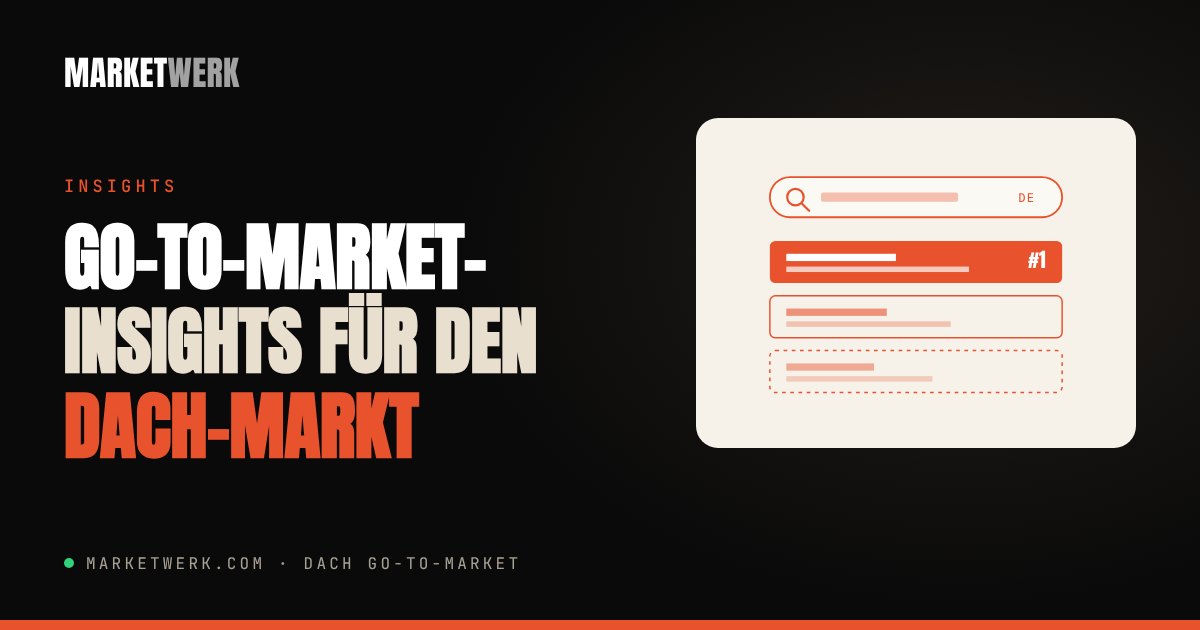 MARKETWERK
INSIGHTS
GO-TO-MARKET-
INSIGHTS FÜR DEN
DACH-MARKT
DE
#1
MARKETWERK.COM · DACH GO-TO-MARKET